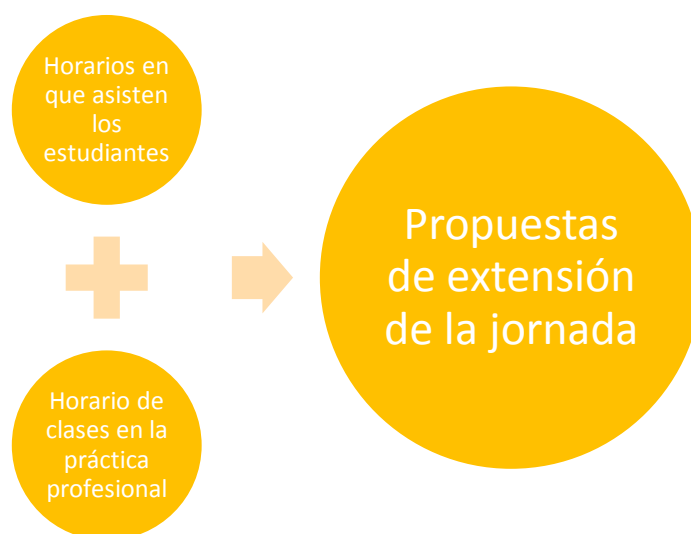 Horarios en
que asisten
los
estudiantes
Horario de
clases en la
práctica
profesional
Propuestas
de extensión
de la jornada